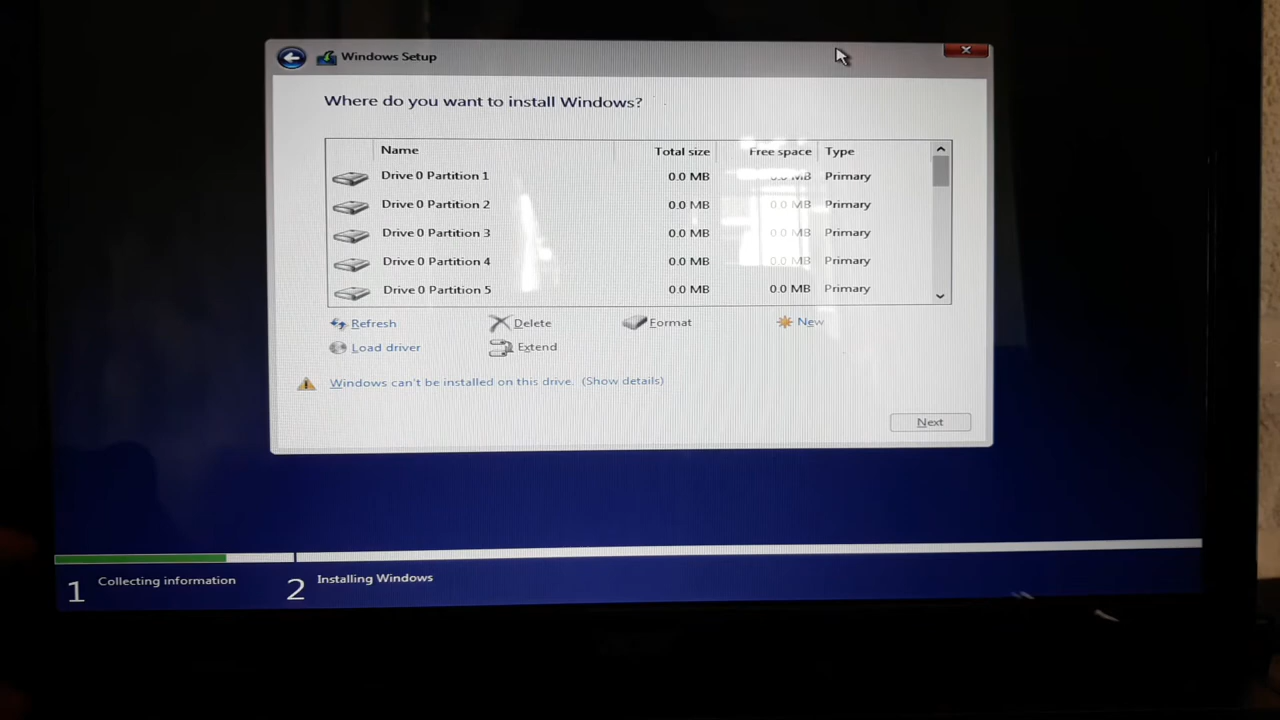 Windows Setup
Where do you want to install Windows?
Name Total size Free space Type
Drive 0 Partition 1 0.0 MB 0.0 MB Primary
Drive 0 Partition 2 0.0 MB 0.0 MB Primary
Drive 0 Partition 3 0.0 MB 0.0 MB Primary
Drive 0 Partition 4 0.0 MB 0.0 MB Primary
Drive 0 Partition 5 0.0 MB 0.0 MB Primary
Refresh Delete Format New
Load driver Extend
Windows can't be installed on this drive. (Show details)
Next
1 Collecting information 2 Installing Windows